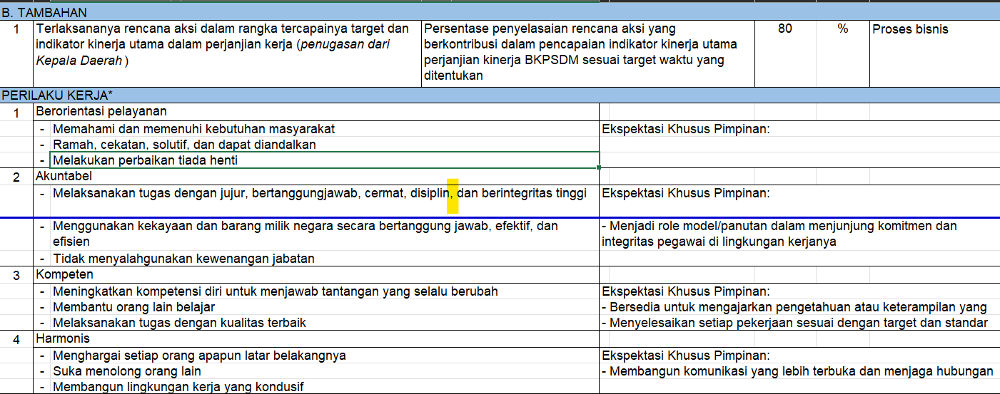 B. TAMBAHAN
1 Terlaksananya rencana aksi dalam rangka tercapainya target dan indikator kinerja utama dalam perjanjian kerja (penugasan dari Kepala Daerah)
Persentase penyelasaian rencana aksi yang berkontribusi dalam pencapaian indikator kinerja utama perjanjian kinerja BKPSDM sesuai target waktu yang ditentukan
80 % Proses bisnis
PERILAKU KERJA*
1 Berorientasi pelayanan
- Memahami dan memenuhi kebutuhan masyarakat
Ekspektasi Khusus Pimpinan:
- Ramah, cekatan, solutif, dan dapat diandalkan
- Melakukan perbaikan tiada henti
2 Akuntabel
- Melaksanakan tugas dengan jujur, bertanggungjawab, cermat, disiplin, dan berintegritas tinggi
Ekspektasi Khusus Pimpinan:
- Menggunakan kekayaan dan barang milik negara secara bertanggung jawab, efektif, dan
efisien
- Menjadi role model/panutan dalam menjunjung komitmen dan
integritas pegawai di lingkungan kerjanya
- Tidak menyalahgunakan kewenangan jabatan
3 Kompeten
- Meningkatkan kompetensi diri untuk menjawab tantangan yang selalu berubah
Ekspektasi Khusus Pimpinan:
- Membantu orang lain belajar
- Bersedia untuk mengajarkan pengetahuan atau keterampilan yang
- Melaksanakan tugas dengan kualitas terbaik
- Menyelesaikan setiap pekerjaan sesuai dengan target dan standar
4 Harmonis
- Menghargai setiap orang apapun latar belakangnya
Ekspektasi Khusus Pimpinan:
- Suka menolong orang lain
- Membangun komunikasi yang lebih terbuka dan menjaga hubungan
- Membangun lingkungan kerja yang kondusif